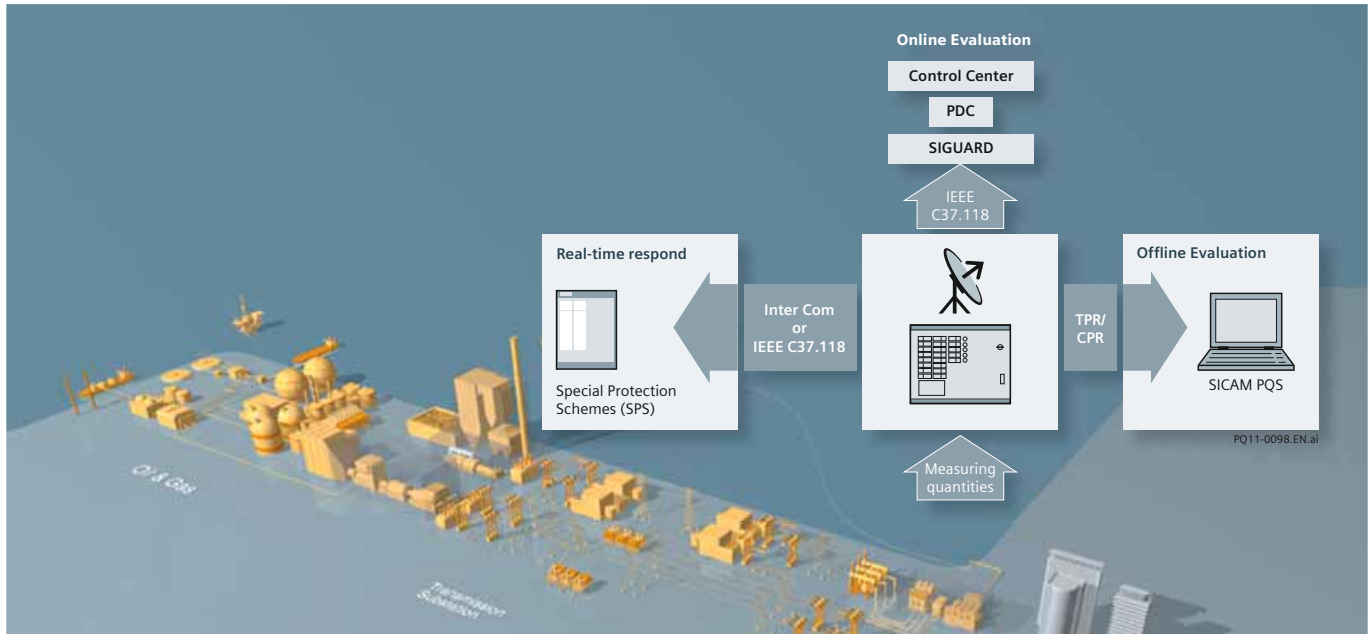 Online Evaluation
Control Center
PDC
SIGUARD
IEEE
C37.118
Real-time respond
Special Protection
Schemes (SPS)
Inter Com
or
IEEE C37.118
TPR/
CPR
Offline Evaluation
SICAM PQS
PQ11-0098.EN.ai
Measuring
quantities
Oil & Gas
Transmission
Substation